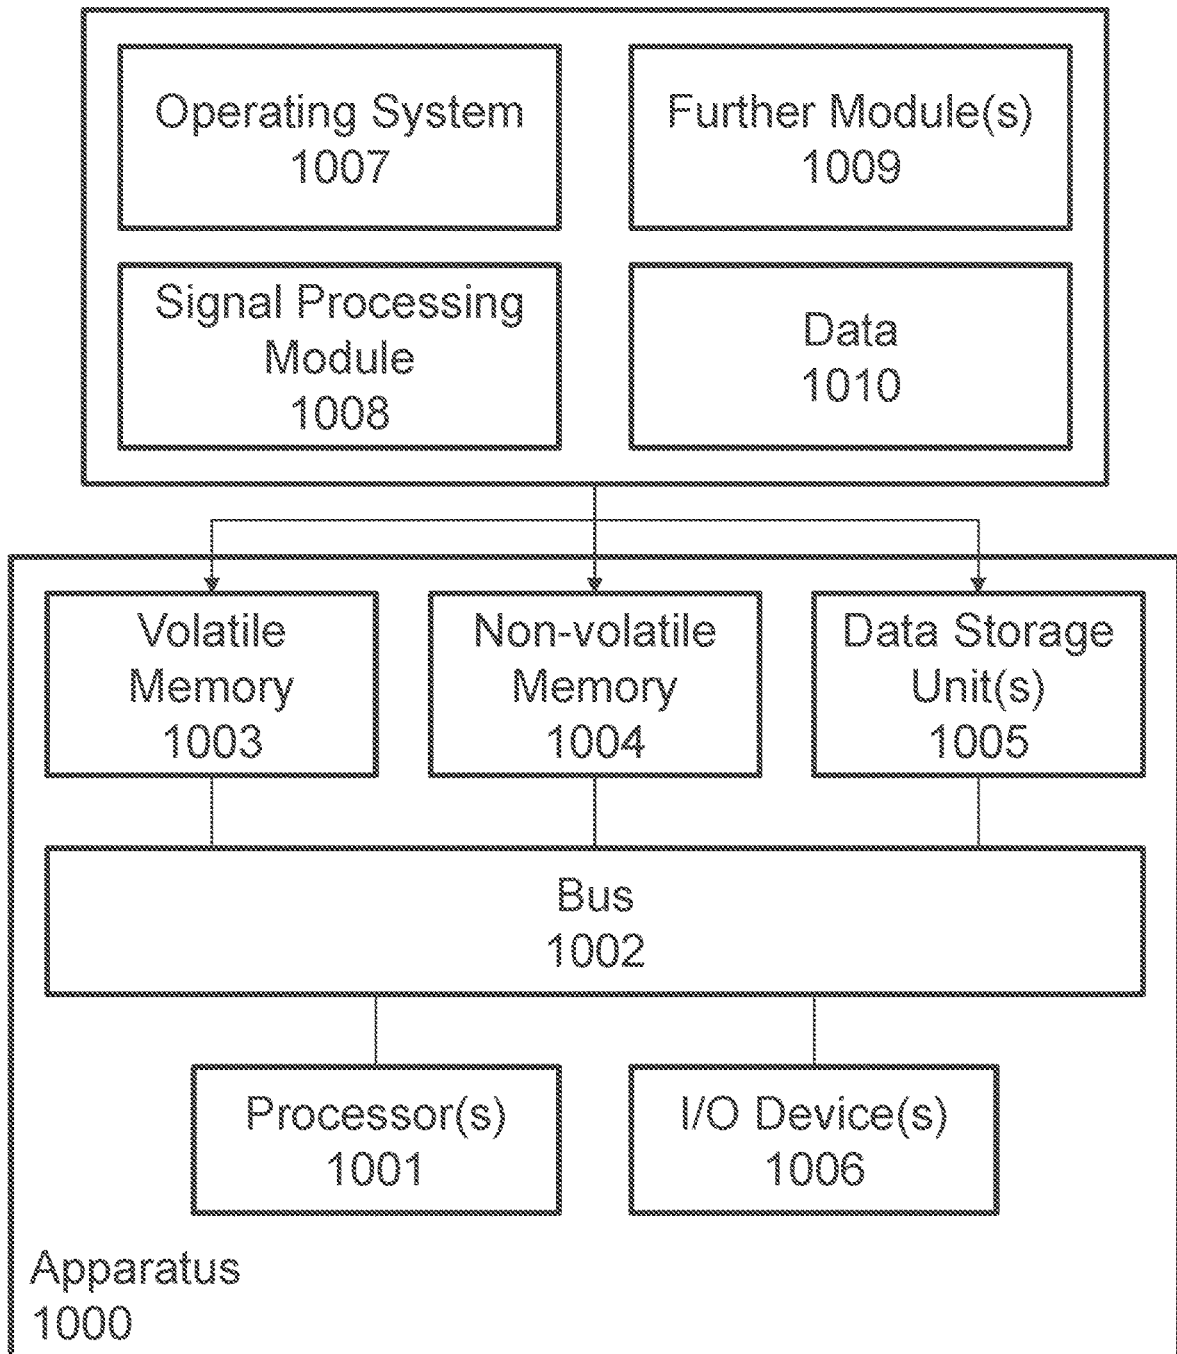 Operating System
1007
Further Module(s)
1009
Signal Processing
Module
1008
Data
1010
Volatile
Memory
1003
Non-volatile
Memory
1004
Data Storage
Unit(s)
1005
Bus
1002
Processor(s)
1001
I/O Device(s)
1006
Apparatus
1000